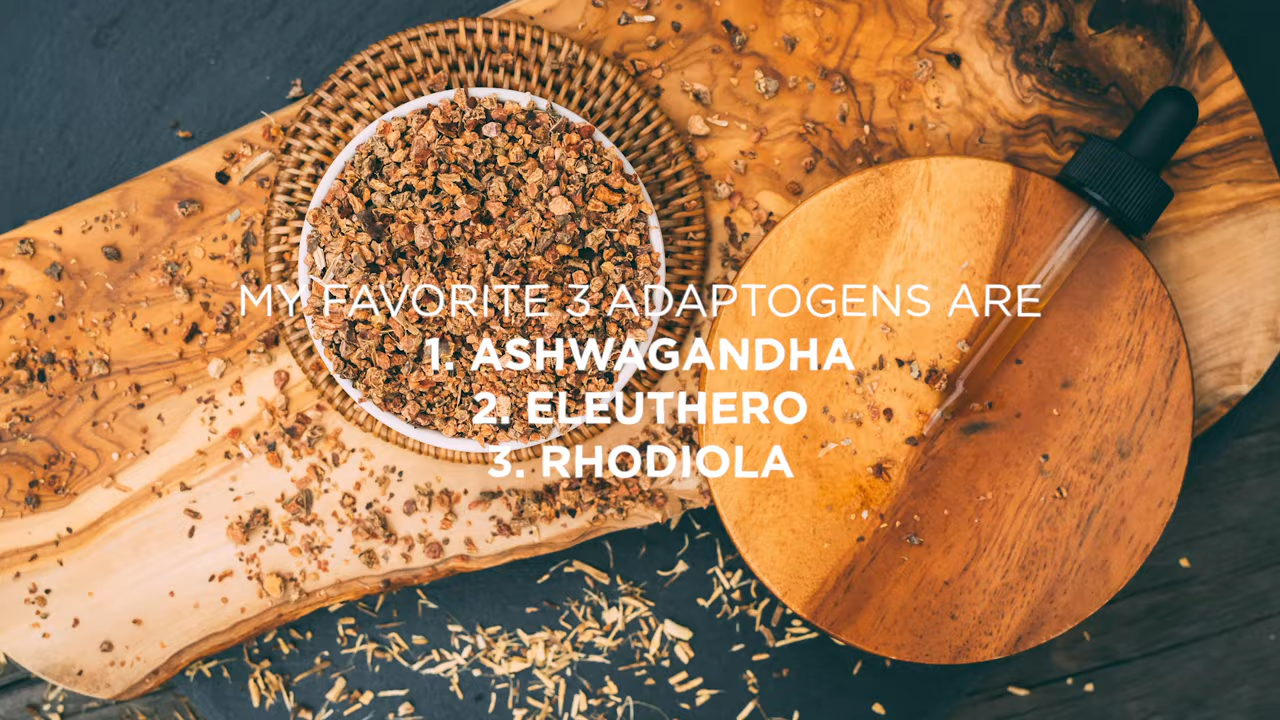 MY FAVORITE 3 ADAPTOGENS ARE
1. ASHWAGANDHA
2. ELEUTHERO
3. RHODIOLA